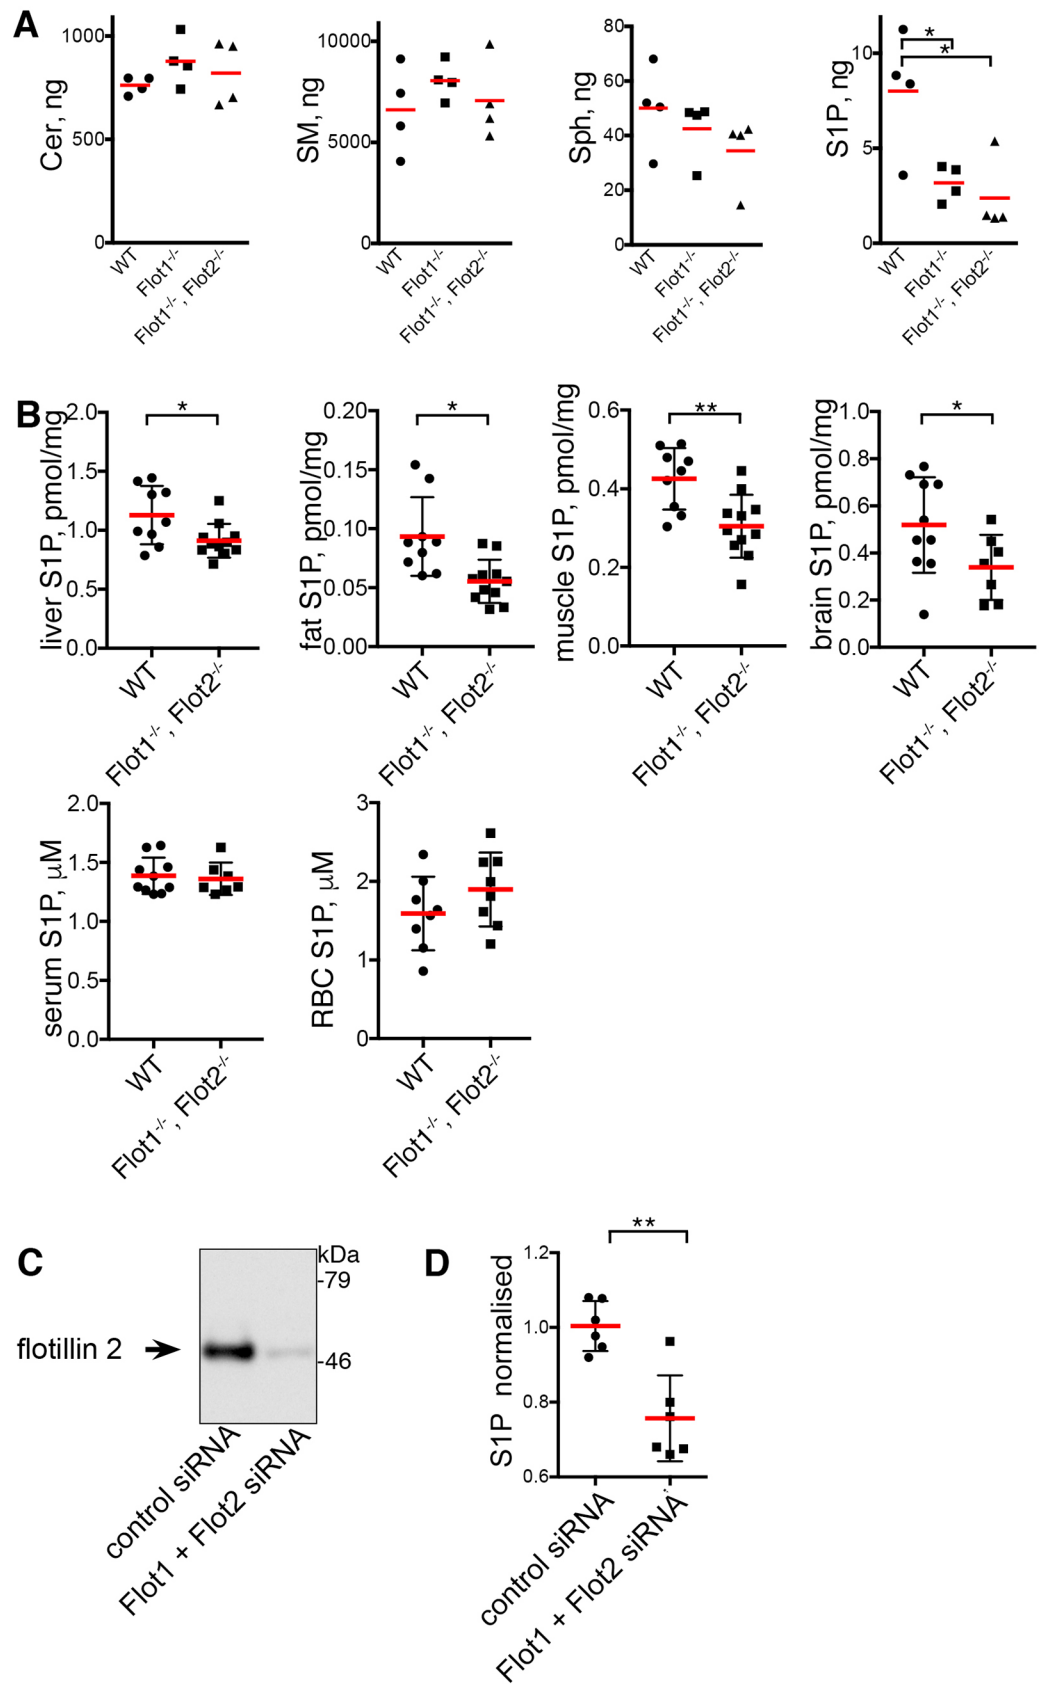 A
Cer, ng
1000
500
0
WT
Flot1-/-
Flot1-/-, Flot2-/-
SM, ng
10000
5000
0
WT
Flot1-/-
Flot1-/-, Flot2-/-
Sph, ng
80
60
40
20
0
WT
Flot1-/-
Flot1-/-, Flot2-/-
S1P, ng
10
5
0
*
*
WT
Flot1-/-
Flot1-/-, Flot2-/-
B
liver S1P, pmol/mg
2.0
1.5
1.0
0.5
0.0
*
WT
Flot1-/-, Flot2-/-
fat S1P, pmol/mg
0.20
0.15
0.10
0.05
0.00
*
WT
Flot1-/-, Flot2-/-
muscle S1P, pmol/mg
0.6
0.4
0.2
0.0
**
WT
Flot1-/-, Flot2-/-
brain S1P, pmol/mg
1.0
0.8
0.6
0.4
0.2
0.0
*
WT
Flot1-/-, Flot2-/-
serum S1P, μM
2.0
1.5
1.0
0.5
0.0
WT
Flot1-/-, Flot2-/-
RBC S1P, μM
3
2
1
0
WT
Flot1-/-, Flot2-/-
C
kDa
-79
flotillin 2
-46
control siRNA
Flot1 + Flot2 siRNA
D
S1P normalised
1.2
1.0
0.8
0.6
**
control siRNA
Flot1 + Flot2 siRNA